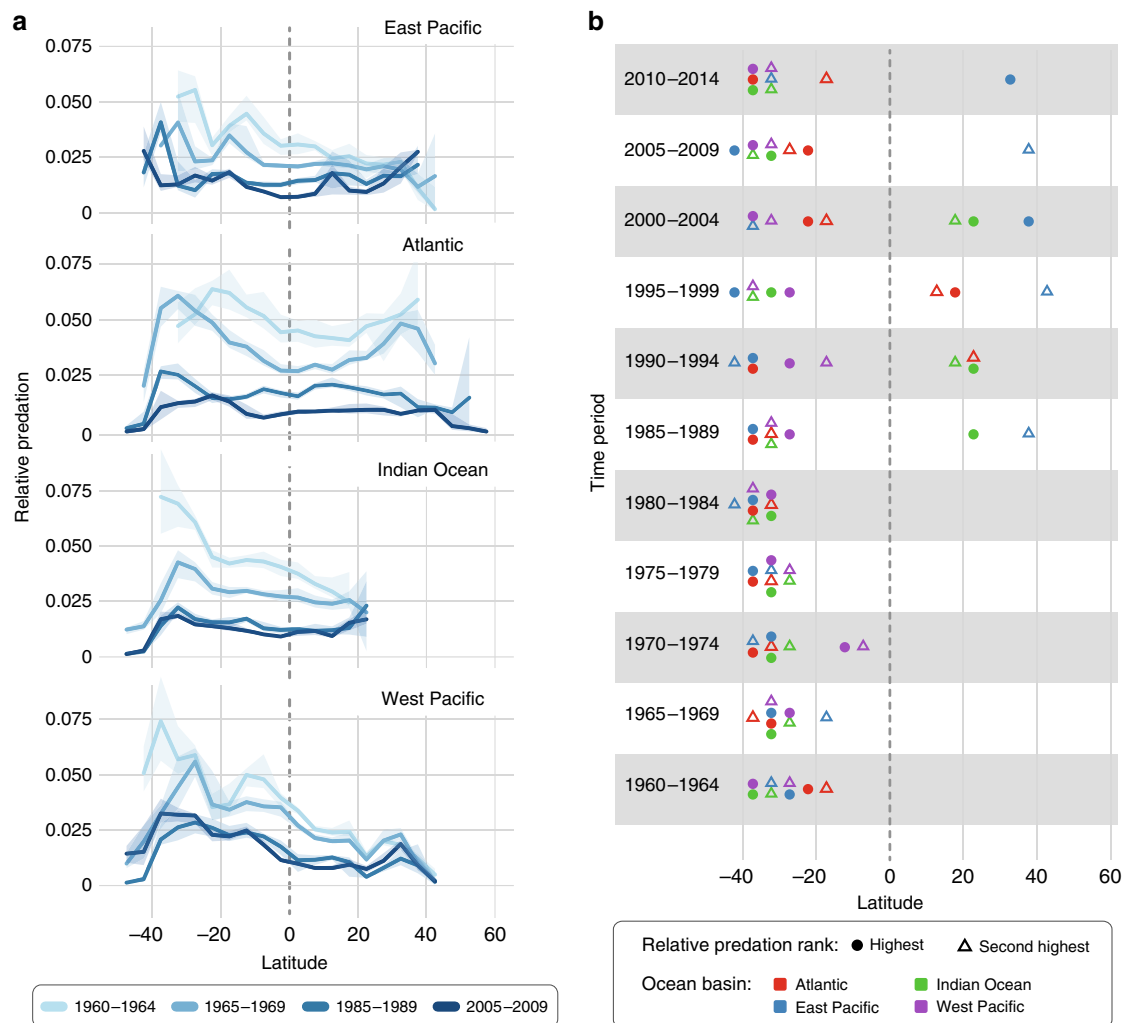 a
East Pacific
0.075
0.050
0.025
0
Atlantic
0.075
0.050
0.025
0
Indian Ocean
0.075
0.050
0.025
0
West Pacific
0.075
0.050
0.025
0
Relative predation
−40 −20 0 20 40 60
Latitude
1960–1964 1965–1969 1985–1989 2005–2009
b
2010–2014
2005–2009
2000–2004
1995–1999
1990–1994
1985–1989
1980–1984
1975–1979
1970–1974
1965–1969
1960–1964
Time period
−40 −20 0 20 40 60
Latitude
Relative predation rank: Highest Second highest
Ocean basin: Atlantic Indian Ocean
East Pacific West Pacific